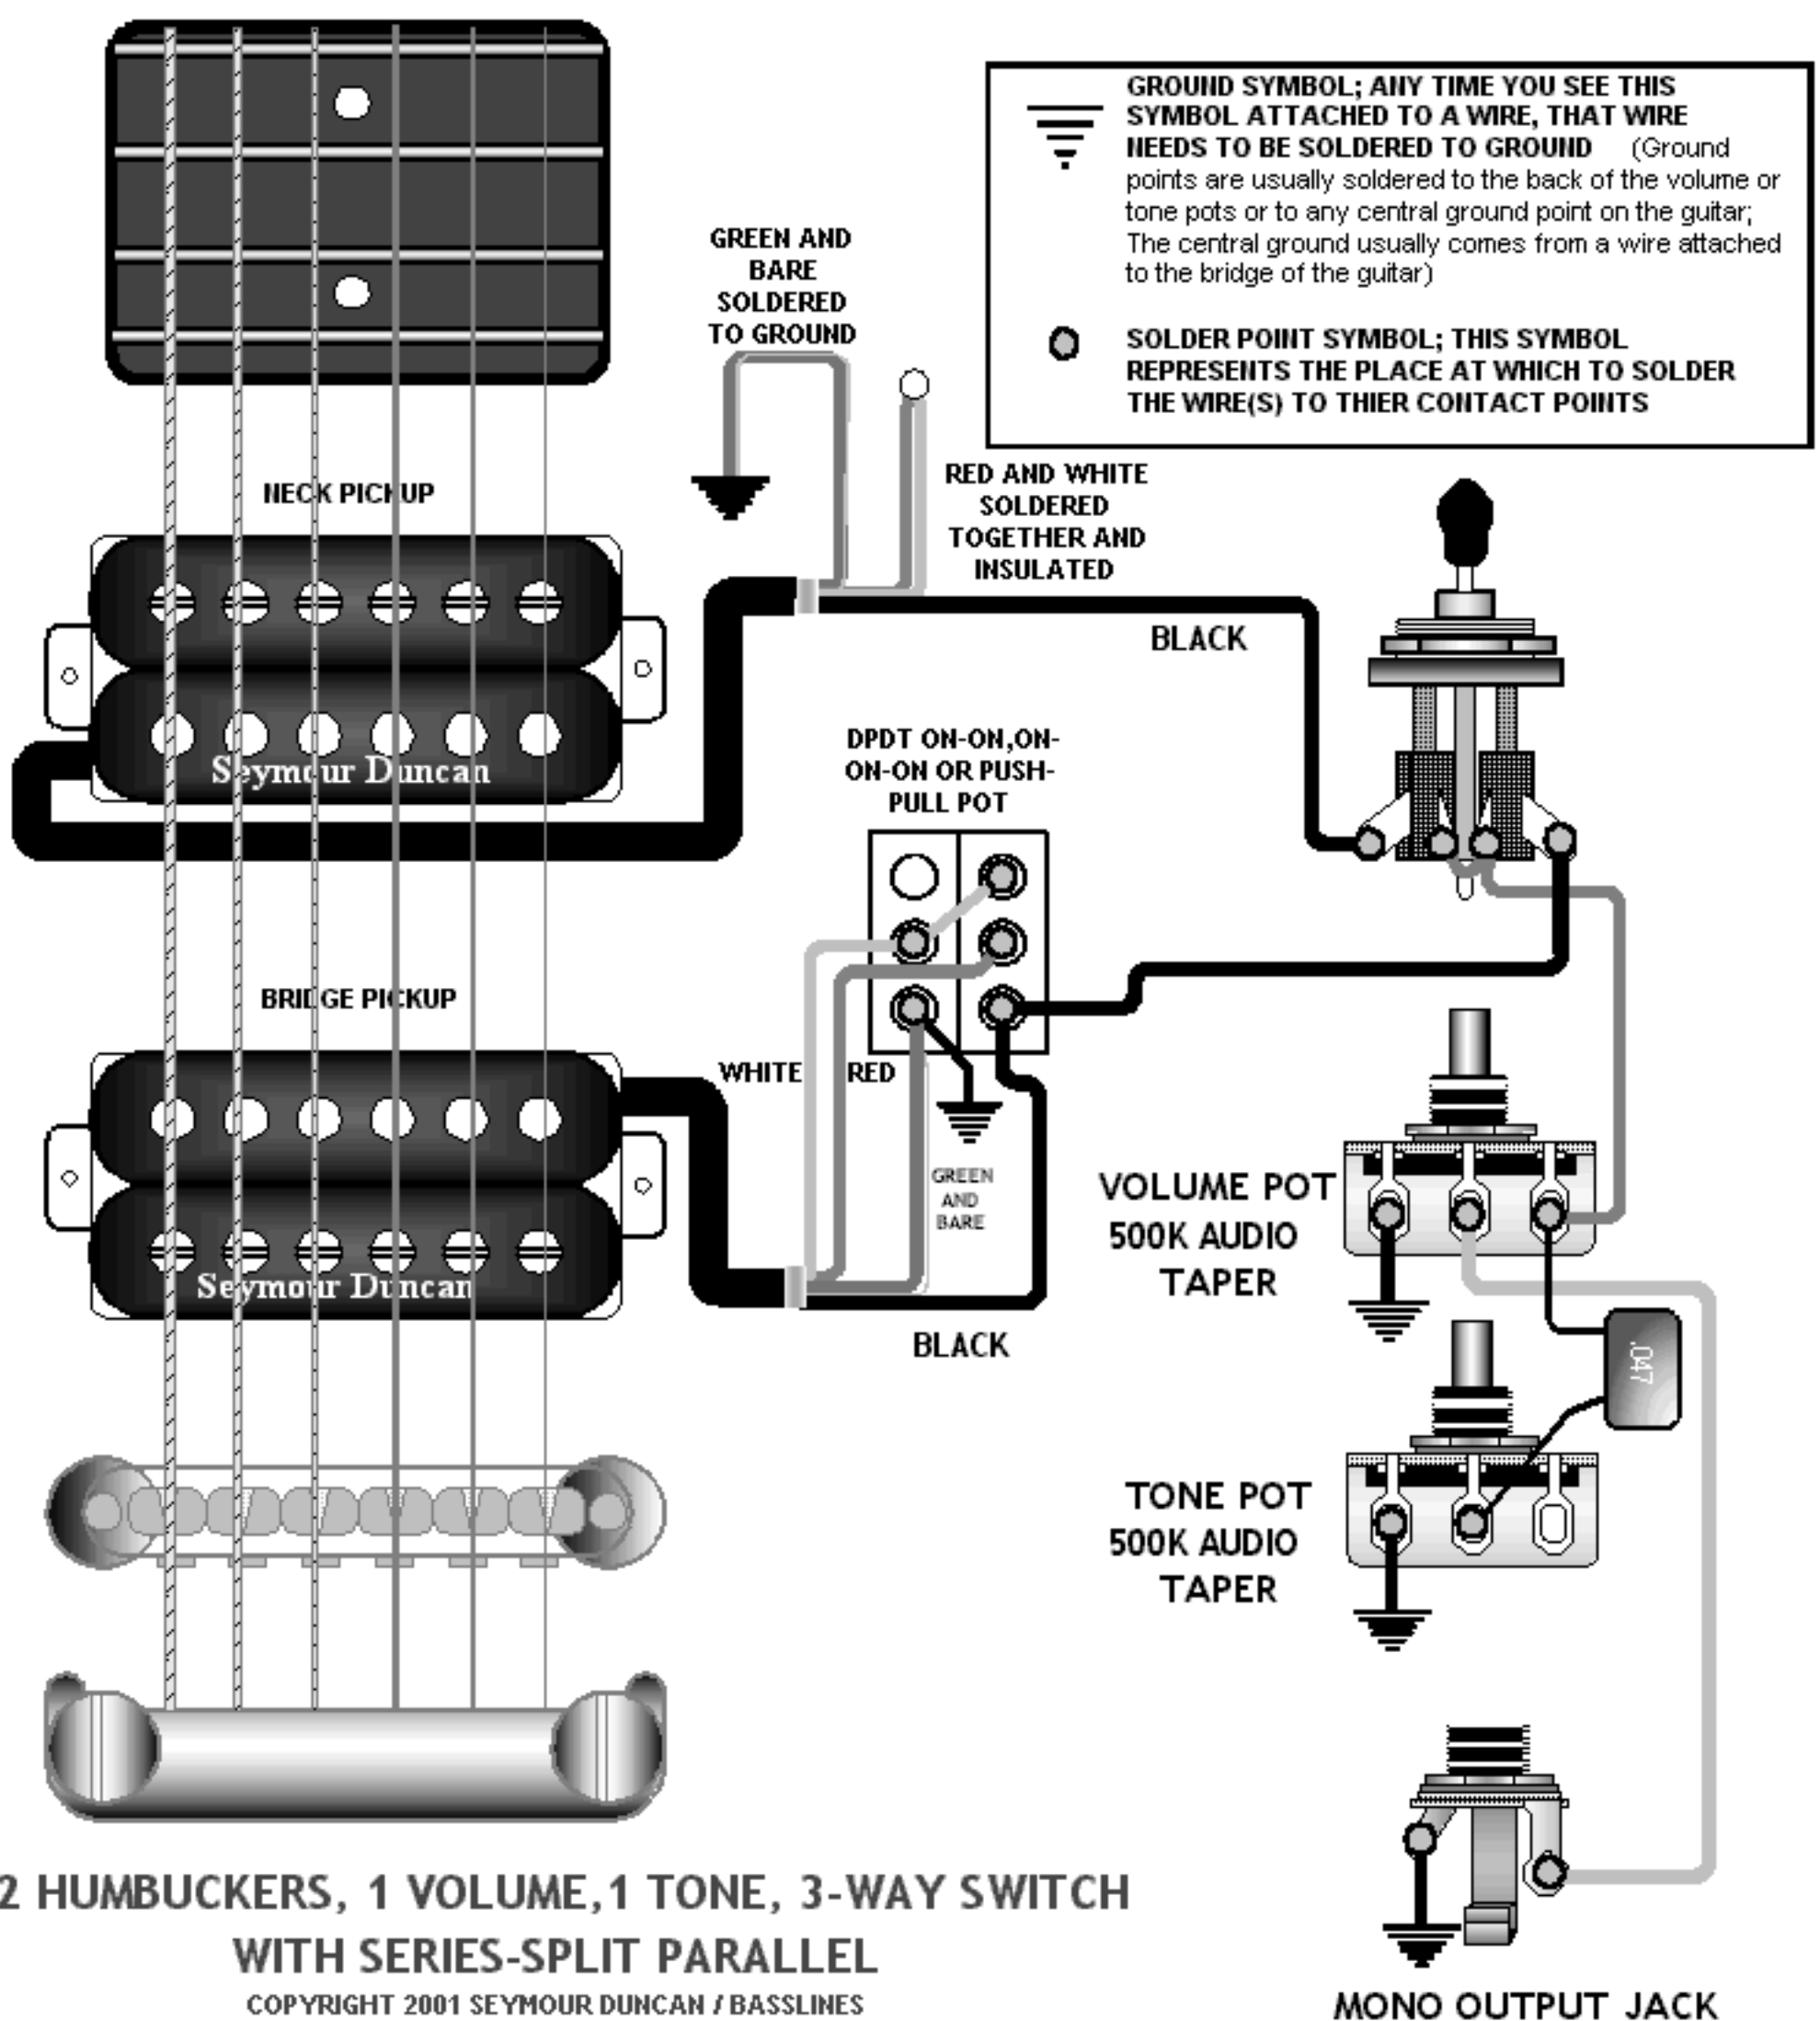 GROUND SYMBOL; ANY TIME YOU SEE THIS
SYMBOL ATTACHED TO A WIRE, THAT WIRE
NEEDS TO BE SOLDERED TO GROUND (Ground
points are usually soldered to the back of the volume or
tone pots or to any central ground point on the guitar;
The central ground usually comes from a wire attached
to the bridge of the guitar)
SOLDER POINT SYMBOL; THIS SYMBOL
REPRESENTS THE PLACE AT WHICH TO SOLDER
THE WIRE(S) TO THIER CONTACT POINTS
GREEN AND
BARE
SOLDERED
TO GROUND
RED AND WHITE
SOLDERED
TOGETHER AND
INSULATED
NECK PICKUP
BLACK
Seymour Duncan
DPDT ON-ON,ON-
ON-ON OR PUSH-
PULL POT
BRIDGE PICKUP
WHITE
RED
GREEN
AND
BARE
Seymour Duncan
BLACK
VOLUME POT
500K AUDIO
TAPER
.047
TONE POT
500K AUDIO
TAPER
2 HUMBUCKERS, 1 VOLUME,1 TONE, 3-WAY SWITCH
WITH SERIES-SPLIT PARALLEL
COPYRIGHT 2001 SEYMOUR DUNCAN / BASSLINES
MONO OUTPUT JACK